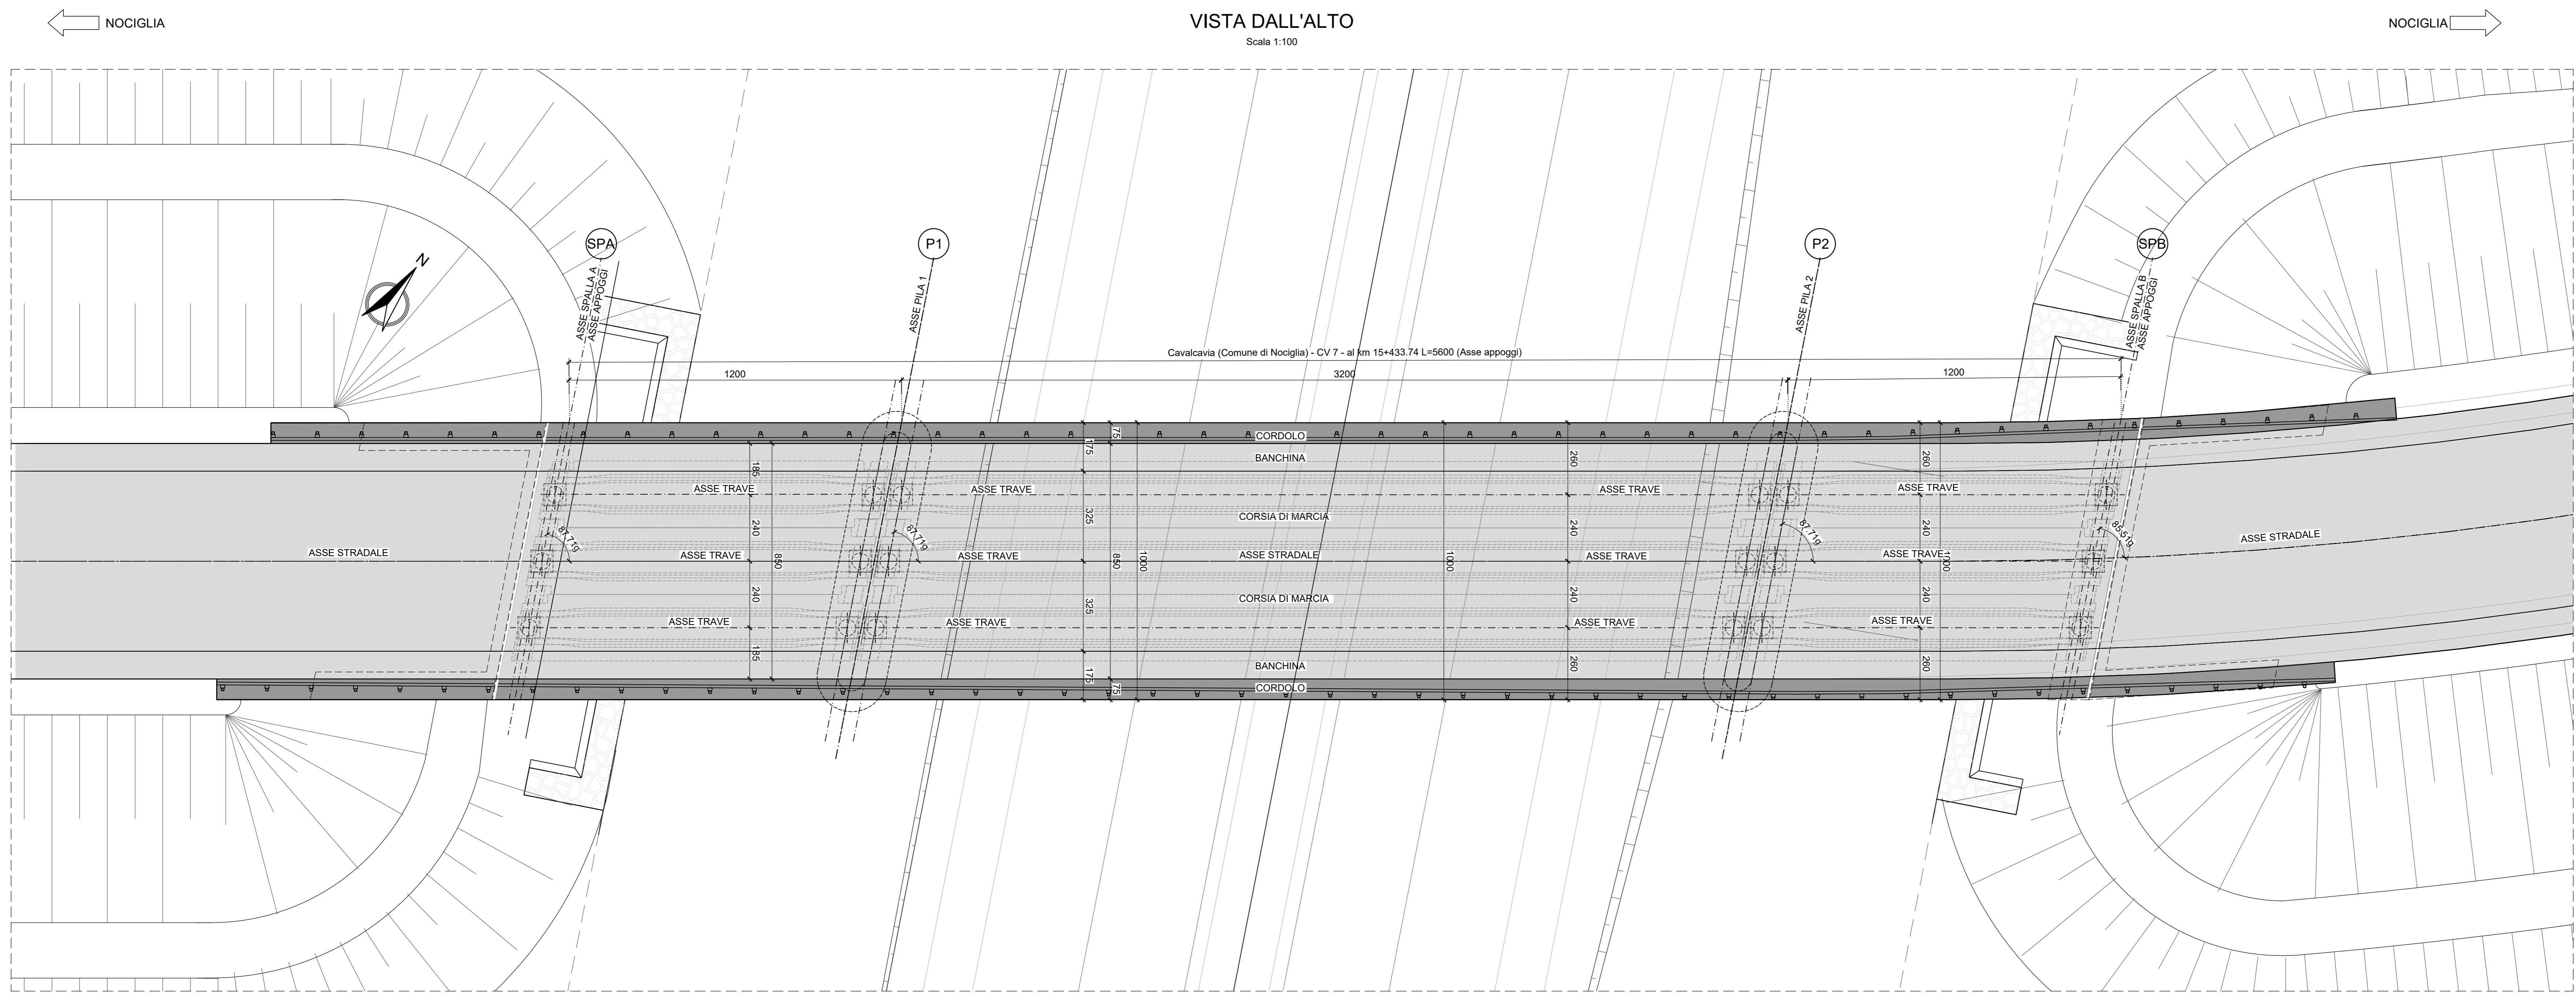 NOCIGLIA
VISTA DALL'ALTO
NOCIGLIA
Scala 1:100
N
SPA
P1
P2
SPB
ASSE SPALLA A
ASSE APPOGGI
ASSE PILA 1
ASSE PILA 2
ASSE SPALLA B
ASSE APPOGGI
Cavalcavia (Comune di Nociglia) - CV 7 - al km 15+433.74 L=5600 (Asse appoggi)
1200
3200
1200
75
CORDOLO
175
BANCHINA
185
260
260
ASSE TRAVE
ASSE TRAVE
ASSE TRAVE
ASSE TRAVE
CORSIA DI MARCIA
325
240
240
240
87.71g
87.71g
87.71g
85.51g
ASSE STRADALE
ASSE TRAVE
ASSE TRAVE
ASSE STRADALE
ASSE TRAVE
ASSE TRAVE
ASSE STRADALE
850
850
1000
1000
1000
CORSIA DI MARCIA
240
325
240
240
ASSE TRAVE
ASSE TRAVE
ASSE TRAVE
ASSE TRAVE
185
BANCHINA
260
260
175
75
CORDOLO